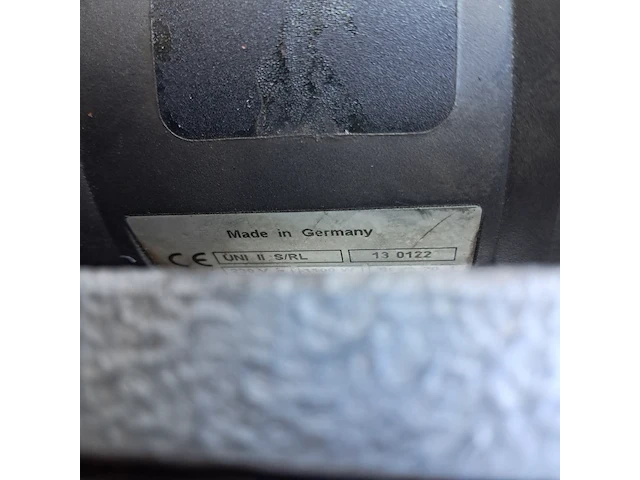 Made in Germany
CE UNI II S/RL 13 0122